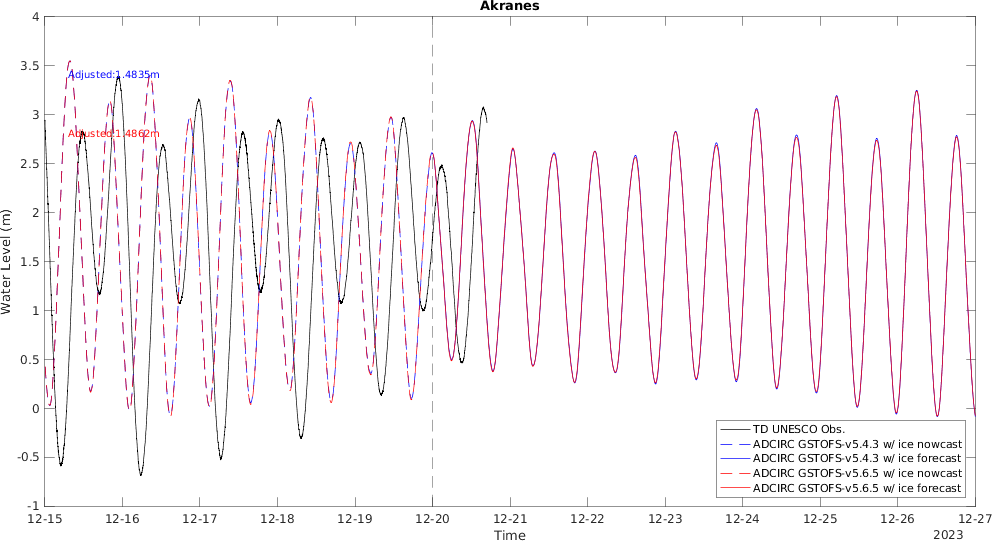 Akranes
4
3.5
3
2.5
2
1.5
1
0.5
0
-0.5
-1
Water Level (m)
Adjusted:1.4835m
Adjusted:1.4862m
TD UNESCO Obs.
ADCIRC GSTOFS-v5.4.3 w/ ice nowcast
ADCIRC GSTOFS-v5.4.3 w/ ice forecast
ADCIRC GSTOFS-v5.6.5 w/ ice nowcast
ADCIRC GSTOFS-v5.6.5 w/ ice forecast
12-15 12-16 12-17 12-18 12-19 12-20 12-21 12-22 12-23 12-24 12-25 12-26 12-27
Time
2023